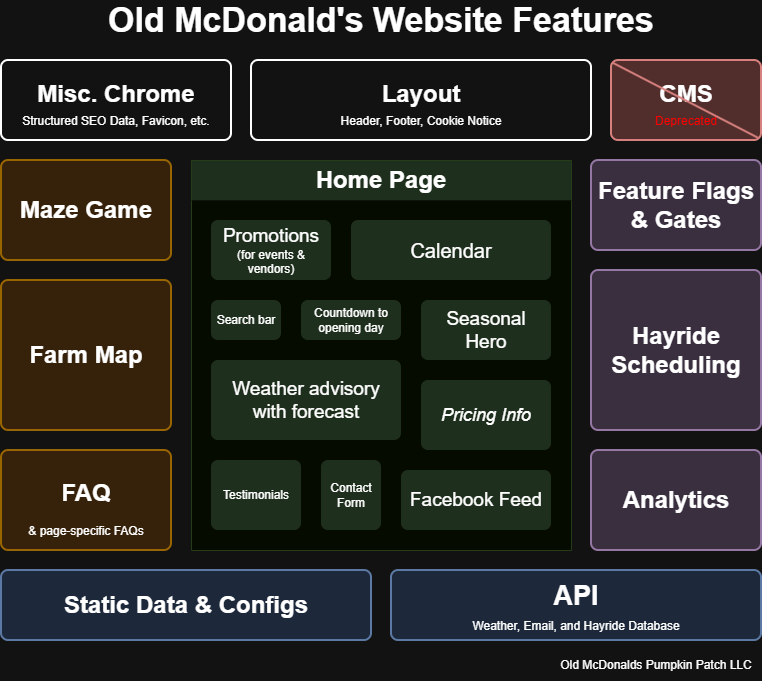 Old McDonald's Website Features
Misc. Chrome
Structured SEO Data, Favicon, etc.
Layout
Header, Footer, Cookie Notice
CMS
Deprecated
Maze Game
Farm Map
FAQ
& page-specific FAQs
Home Page
Promotions
(for events &
vendors)
Calendar
Search bar
Countdown to
opening day
Seasonal
Hero
Weather advisory
with forecast
Pricing Info
Testimonials
Contact
Form
Facebook Feed
Feature Flags
& Gates
Hayride
Scheduling
Analytics
Static Data & Configs
API
Weather, Email, and Hayride Database
Old McDonalds Pumpkin Patch LLC